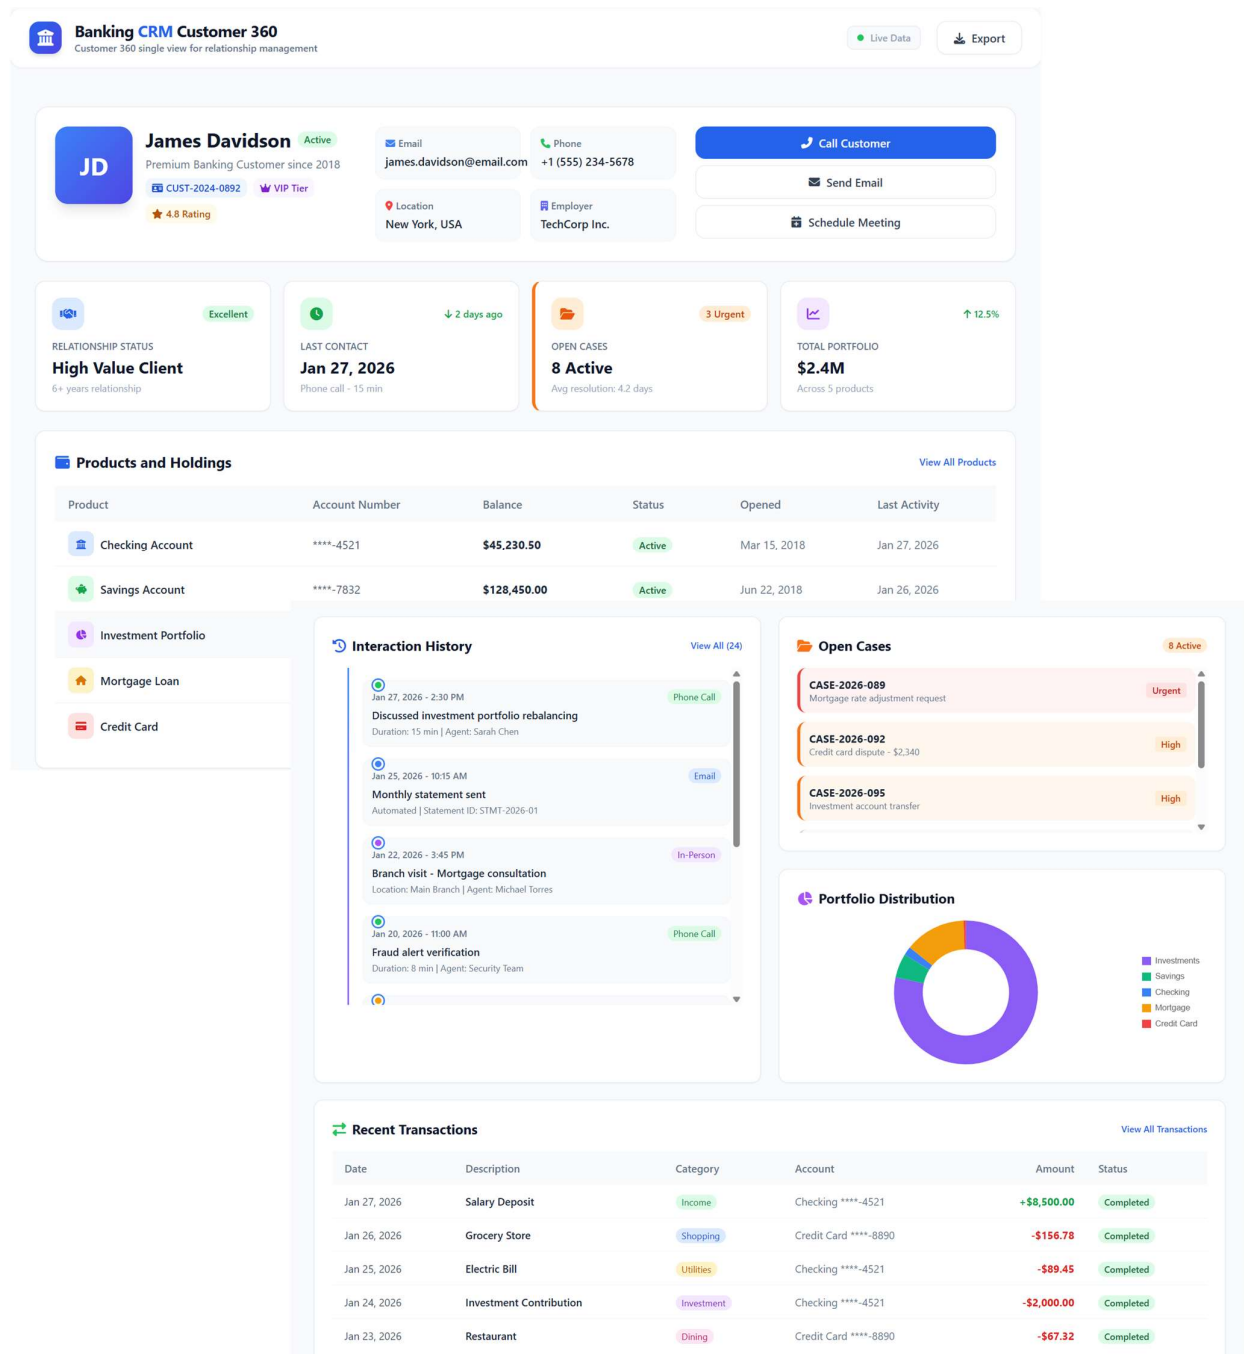 Banking CRM Customer 360
Customer 360 single view for relationship management
Live Data
Export
JD
James Davidson Active
Premium Banking Customer since 2018
CUST-2024-0892 VIP Tier
4.8 Rating
Email
james.davidson@email.com
Phone
+1 (555) 234-5678
Location
New York, USA
Employer
TechCorp Inc.
Call Customer
Send Email
Schedule Meeting
Excellent
RELATIONSHIP STATUS
High Value Client
6+ years relationship
↓ 2 days ago
LAST CONTACT
Jan 27, 2026
Phone call - 15 min
3 Urgent
OPEN CASES
8 Active
Avg resolution: 4.2 days
↑ 12.5%
TOTAL PORTFOLIO
$2.4M
Across 5 products
Products and Holdings View All Products
Product Account Number Balance Status Opened Last Activity
Checking Account ****-4521 $45,230.50 Active Mar 15, 2018 Jan 27, 2026
Savings Account ****-7832 $128,450.00 Active Jun 22, 2018 Jan 26, 2026
Investment Portfolio
Mortgage Loan
Credit Card
Interaction History View All (24)
Jan 27, 2026 - 2:30 PM Phone Call
Discussed investment portfolio rebalancing
Duration: 15 min | Agent: Sarah Chen
Jan 25, 2026 - 10:15 AM Email
Monthly statement sent
Automated | Statement ID: STMT-2026-01
Jan 22, 2026 - 3:45 PM In-Person
Branch visit - Mortgage consultation
Location: Main Branch | Agent: Michael Torres
Jan 20, 2026 - 11:00 AM Phone Call
Fraud alert verification
Duration: 8 min | Agent: Security Team
Open Cases 8 Active
CASE-2026-089 Urgent
Mortgage rate adjustment request
CASE-2026-092 High
Credit card dispute - $2,340
CASE-2026-095 High
Investment account transfer
Portfolio Distribution
Investments
Savings
Checking
Mortgage
Credit Card
Recent Transactions View All Transactions
Date Description Category Account Amount Status
Jan 27, 2026 Salary Deposit Income Checking ****-4521 +$8,500.00 Completed
Jan 26, 2026 Grocery Store Shopping Credit Card ****-8890 -$156.78 Completed
Jan 25, 2026 Electric Bill Utilities Checking ****-4521 -$89.45 Completed
Jan 24, 2026 Investment Contribution Investment Checking ****-4521 -$2,000.00 Completed
Jan 23, 2026 Restaurant Dining Credit Card ****-8890 -$67.32 Completed